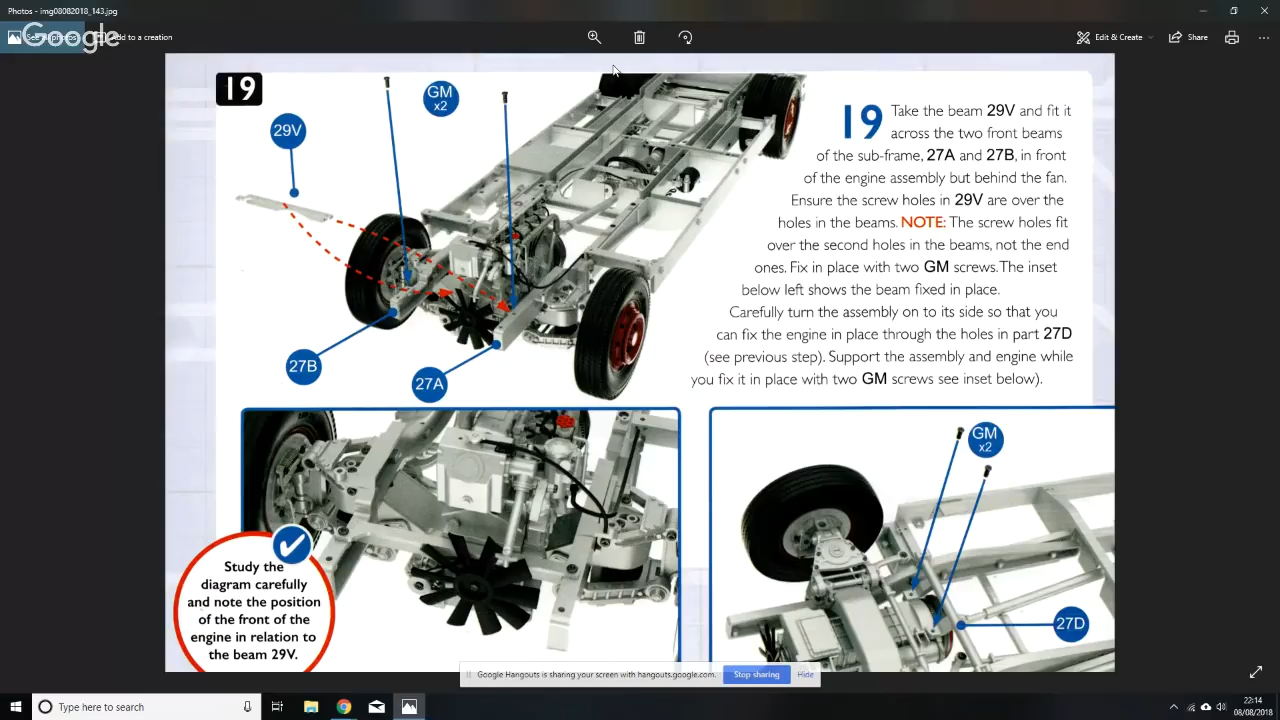 Photos - img08082018_143.jpg
Google
Add to a creation
Edit & Create
Share
19
GM
x2
29V
27B
27A
19 Take the beam 29V and fit it
across the two front beams
of the sub-frame, 27A and 27B, in front
of the engine assembly but behind the fan.
Ensure the screw holes in 29V are over the
holes in the beams. NOTE: The screw holes fit
over the second holes in the beams, not the end
ones. Fix in place with two GM screws. The inset
below left shows the beam fixed in place.
Carefully turn the assembly on to its side so that you
can fix the engine in place through the holes in part 27D
(see previous step). Support the assembly and engine while
you fix it in place with two GM screws see inset below).
Study the
diagram carefully
and note the position
of the front of the
engine in relation to
the beam 29V.
GM
x2
27D
Google Hangouts is sharing your screen with hangouts.google.com.
Stop sharing
Hide
Type here to search
22:14
08/08/2018